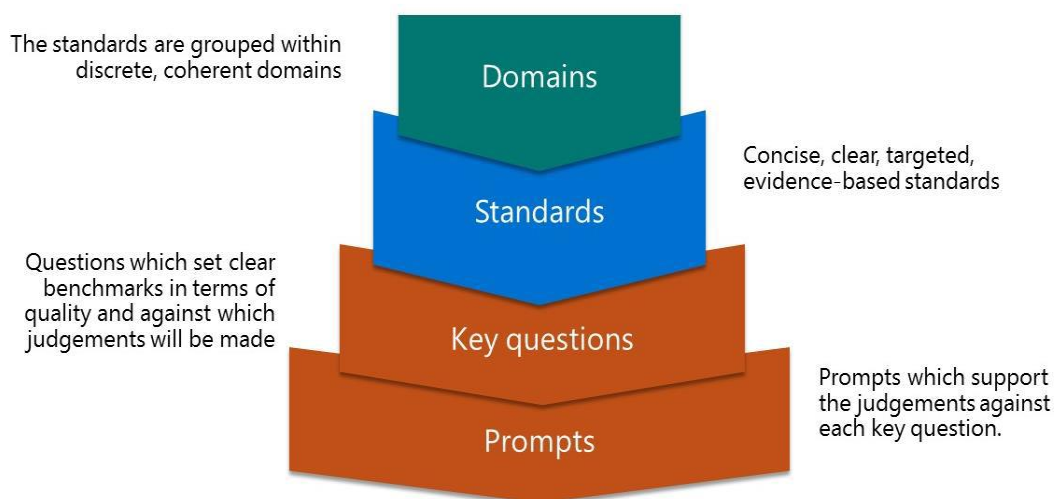 The standards are grouped within
discrete, coherent domains
Domains
Concise, clear, targeted,
evidence-based standards
Standards
Questions which set clear
benchmarks in terms of
quality and against which
judgements will be made
Key questions
Prompts which support
the judgements against
each key question.
Prompts